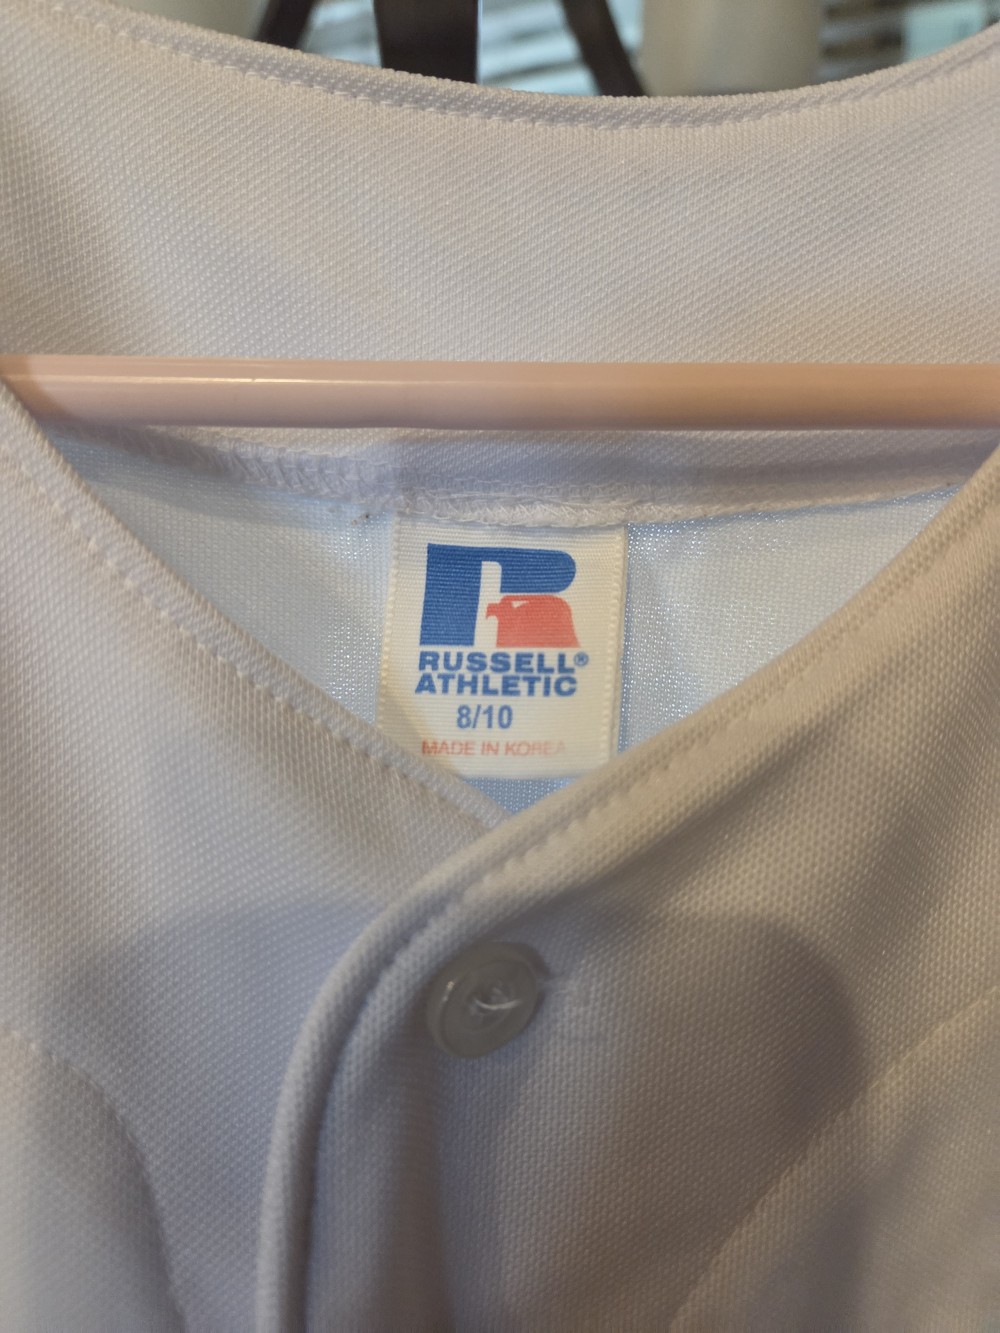 RUSSELL®
ATHLETIC
8/10
MADE IN KOREA